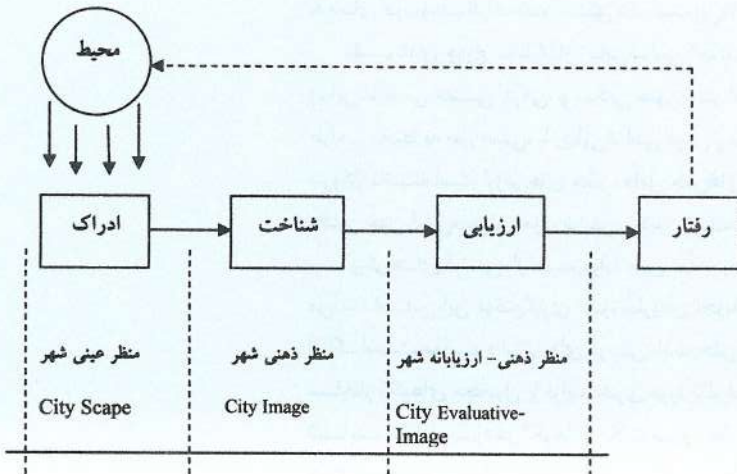 محیط
ادراک
شناخت
ارزیابی
رفتار
منظر عینی شهر
منظر ذهنی شهر
منظر ذهنی- ارزیابانه شهر
City Scape
City Image
City Evaluative-
Image